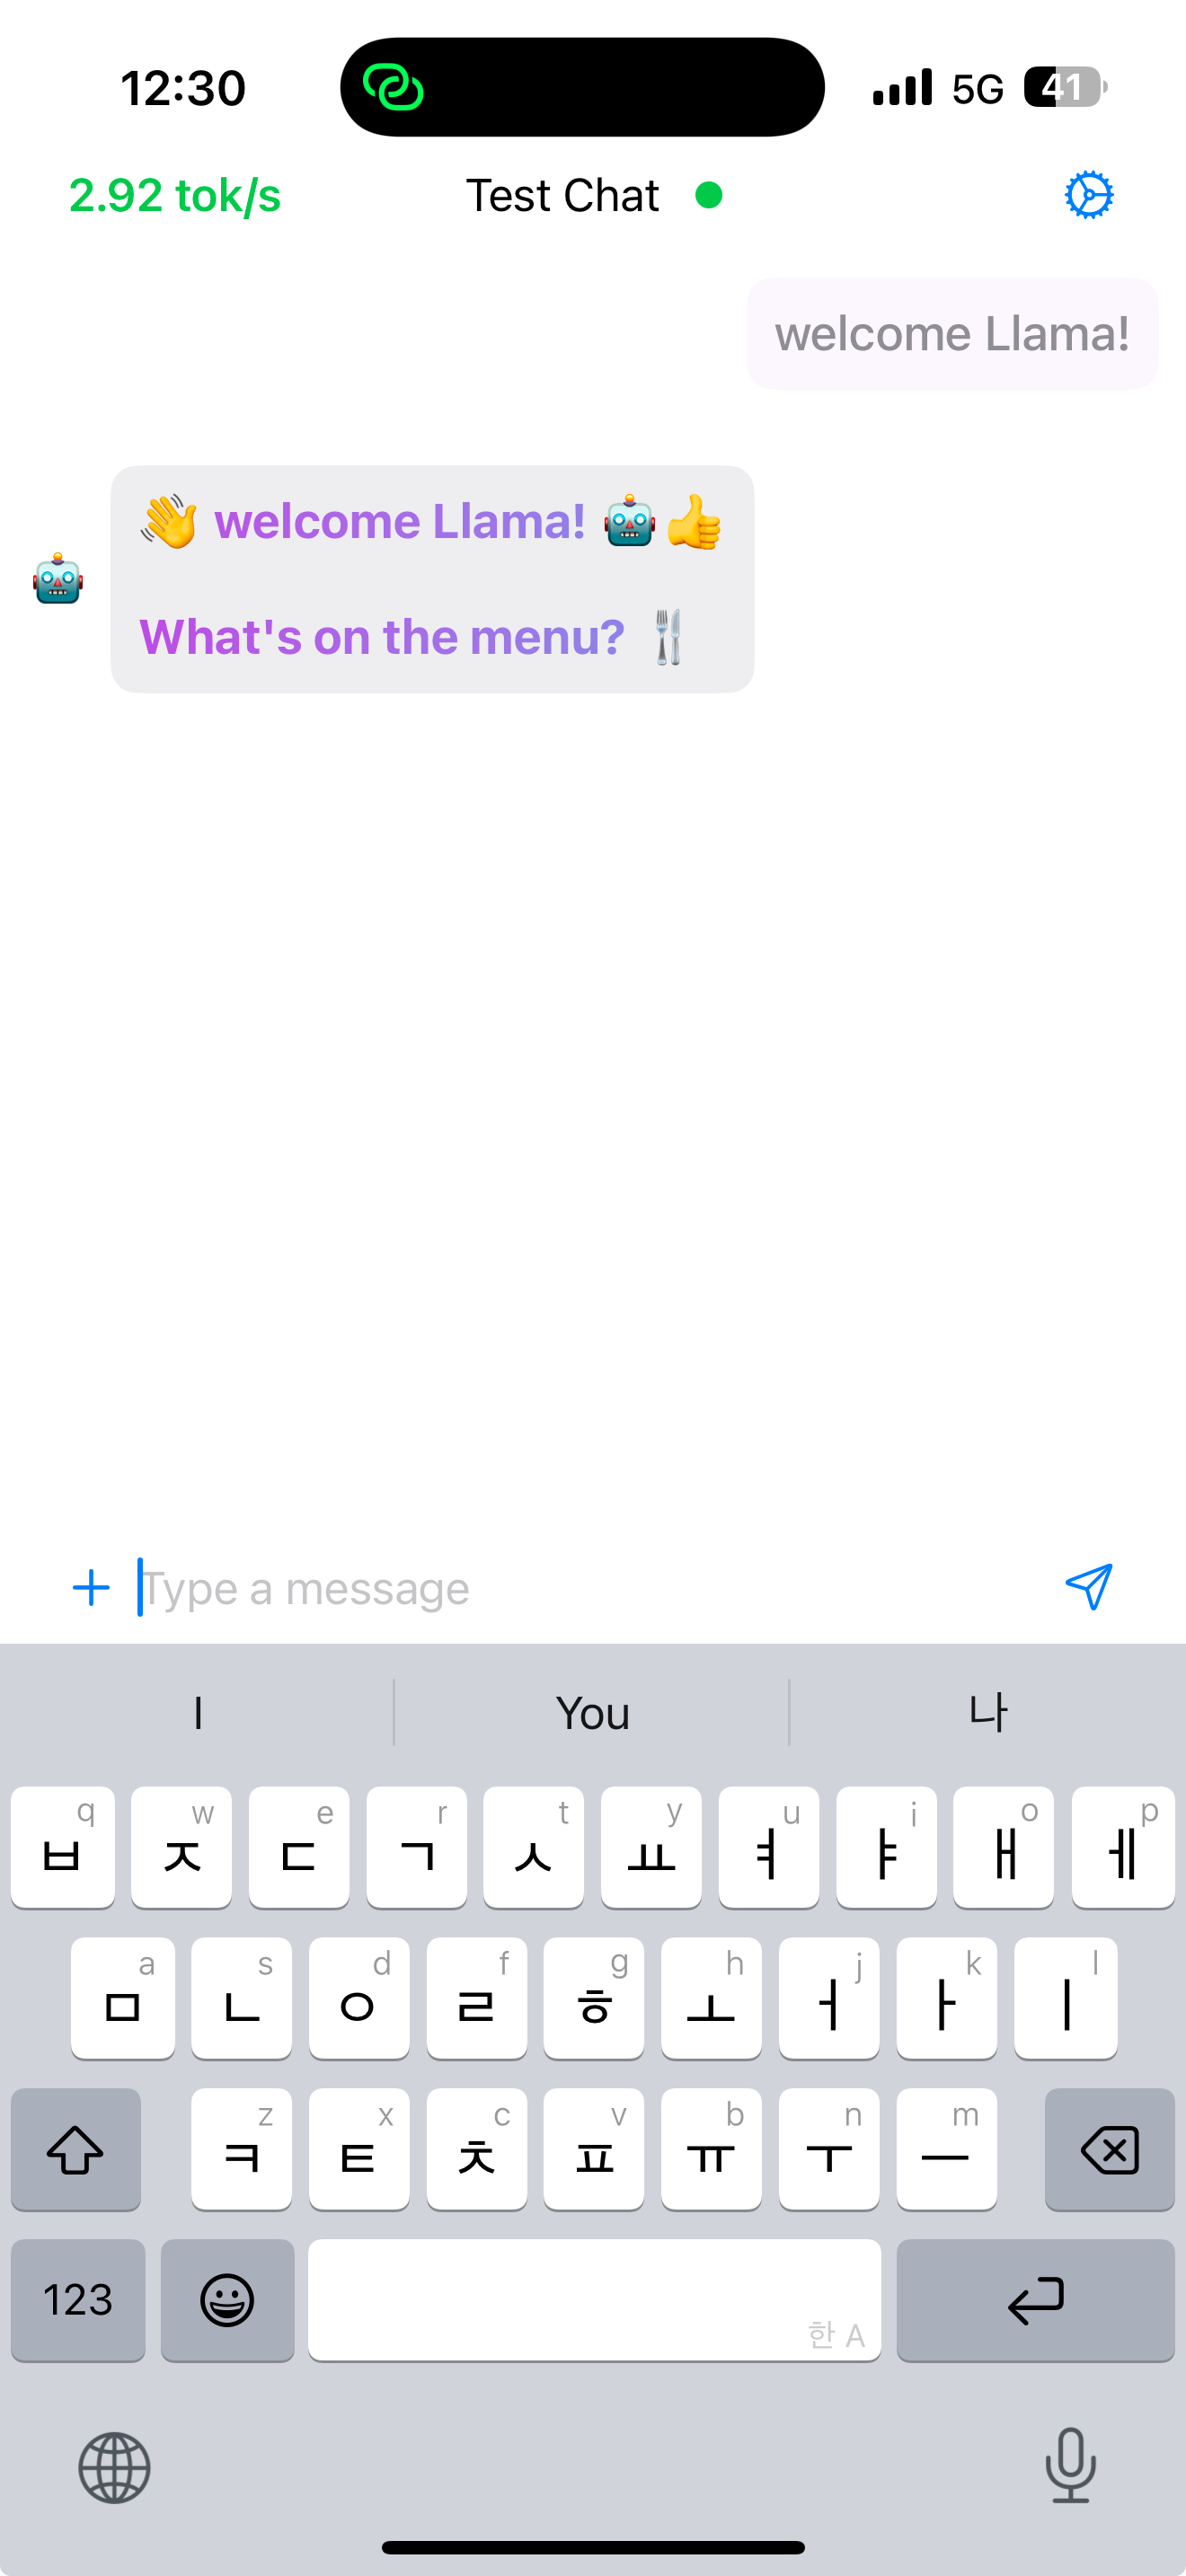 12:30
5G 41
2.92 tok/s Test Chat
welcome Llama!
👋 welcome Llama! 🤖👍
What's on the menu? 🍴
Type a message
I You 나
q w e r t y u i o p
ㅂ ㅈ ㄷ ㄱ ㅅ ㅛ ㅕ ㅑ ㅐ ㅔ
a s d f g h j k l
ㅁ ㄴ ㅇ ㄹ ㅎ ㅗ ㅓ ㅏ ㅣ
z x c v b n m
ㅋ ㅌ ㅊ ㅍ ㅠ ㅜ ㅡ
123
한 A